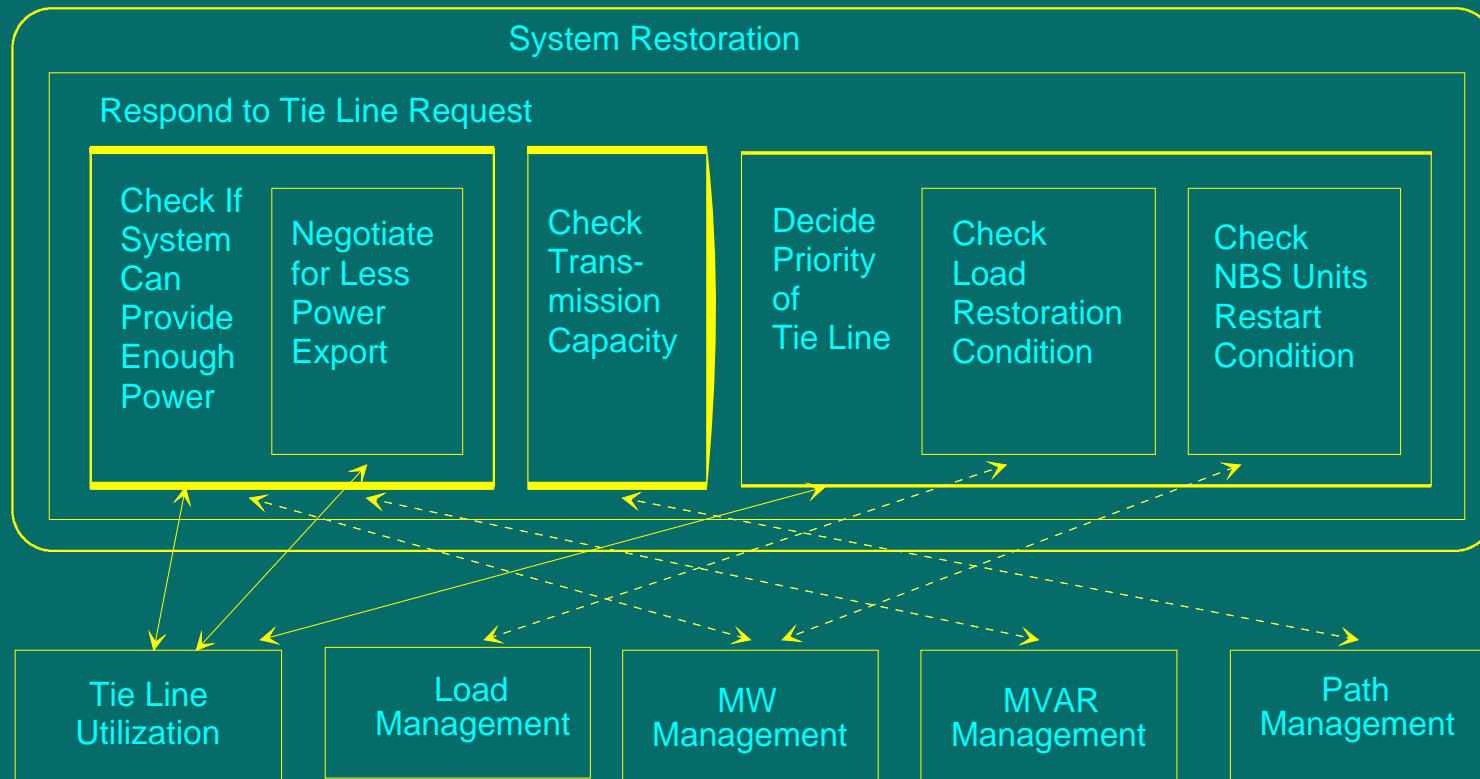 System Restoration
Respond to Tie Line Request
Check If
System
Can
Provide
Enough
Power
Negotiate
for Less
Power
Export
Check
Trans-
mission
Capacity
Decide
Priority
of
Tie Line
Check
Load
Restoration
Condition
Check
NBS Units
Restart
Condition
Tie Line
Utilization
Load
Management
MW
Management
MVAR
Management
Path
Management